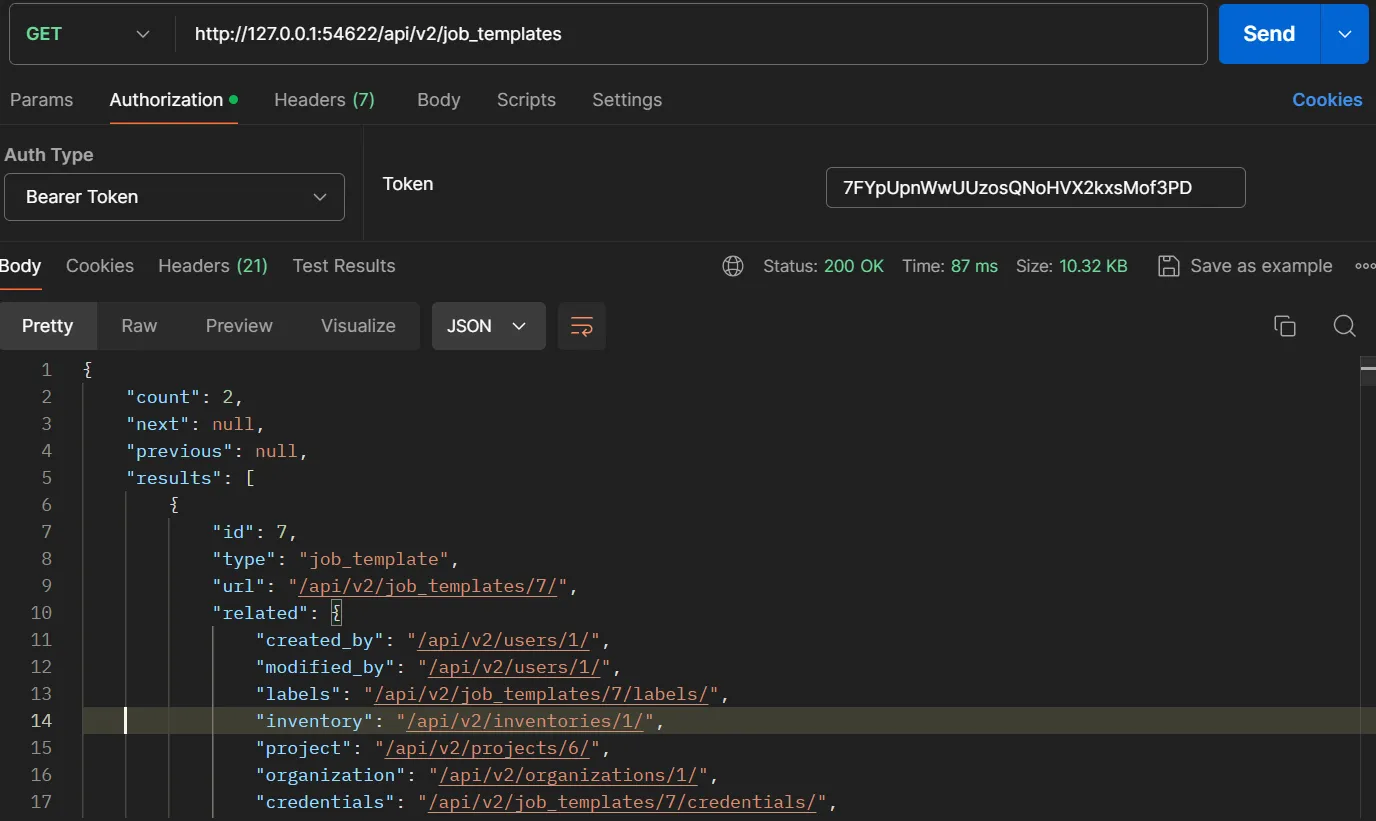 GET http://127.0.0.1:54622/api/v2/job_templates Send
Params Authorization Headers (7) Body Scripts Settings Cookies
Auth Type
Bearer Token
Token 7FYpUpnWwUUzosQNoHVX2kxsMof3PD
Body Cookies Headers (21) Test Results Status: 200 OK Time: 87 ms Size: 10.32 KB Save as example
Pretty Raw Preview Visualize JSON
1 {
2 "count": 2,
3 "next": null,
4 "previous": null,
5 "results": [
6 {
7 "id": 7,
8 "type": "job_template",
9 "url": "/api/v2/job_templates/7/",
10 "related": {
11 "created_by": "/api/v2/users/1/",
12 "modified_by": "/api/v2/users/1/",
13 "labels": "/api/v2/job_templates/7/labels/",
14 "inventory": "/api/v2/inventories/1/",
15 "project": "/api/v2/projects/6/",
16 "organization": "/api/v2/organizations/1/",
17 "credentials": "/api/v2/job_templates/7/credentials/",